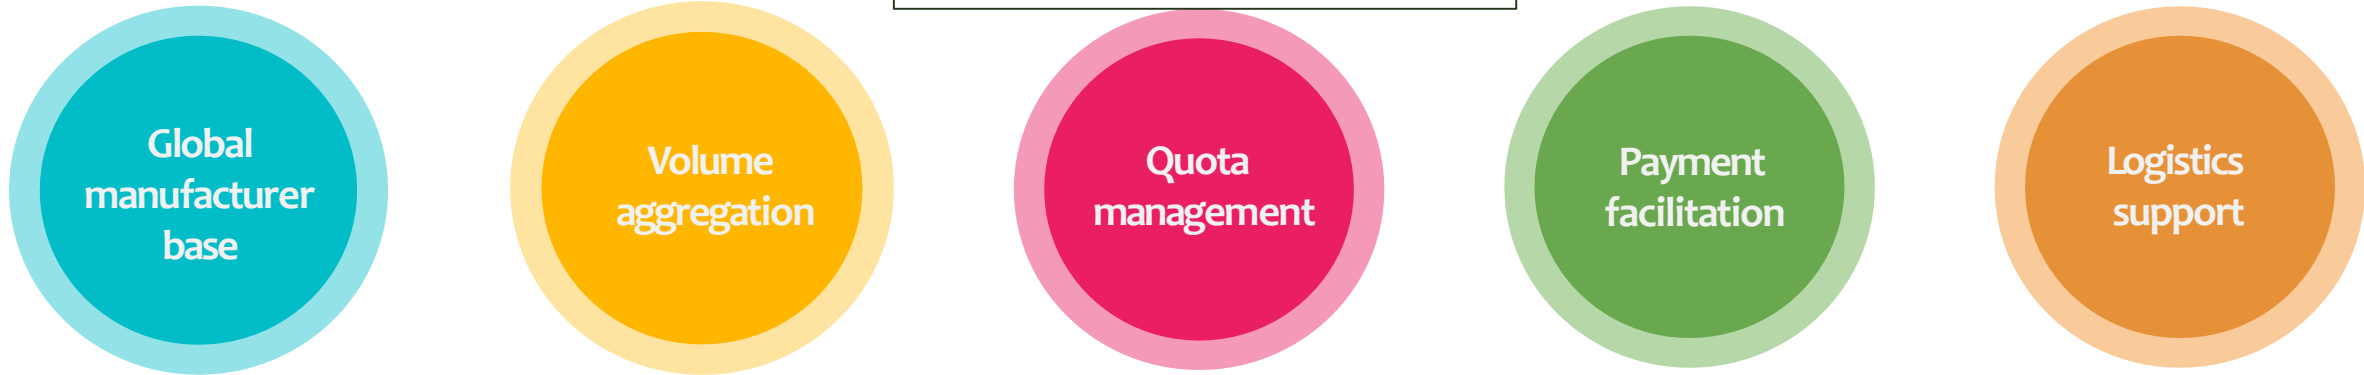 Global
manufacturer
base
Volume
aggregation
Quota
management
Payment
facilitation
Logistics
support